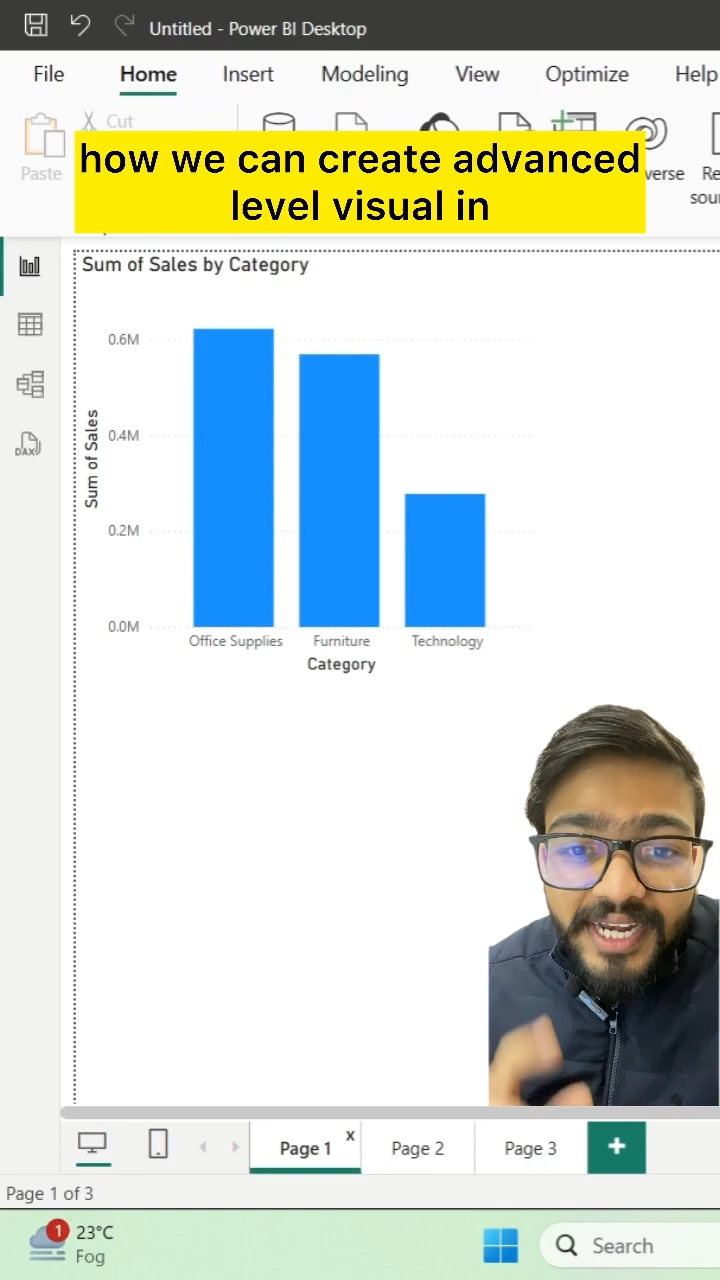 Untitled - Power BI Desktop
File Home Insert Modeling View Optimize Help
Cut
Paste
how we can create advanced
level visual in
Sum of Sales by Category
0.6M
0.4M
0.2M
0.0M
Sum of Sales
Office Supplies Furniture Technology
Category
Page 1 x Page 2 Page 3 +
Page 1 of 3
1 23°C
Fog
Search
DAX